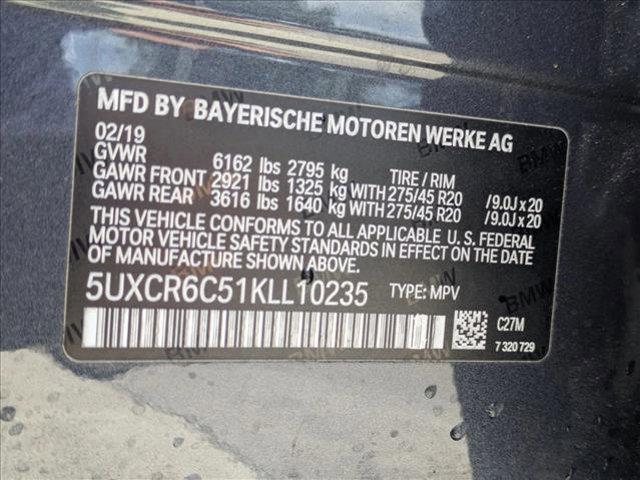 MFD BY BAYERISCHE MOTOREN WERKE AG
02/19
GVWR 6162 lbs 2795 kg TIRE / RIM
GAWR FRONT 2921 lbs 1325 kg WITH 275/45 R20 /9.0J x 20
GAWR REAR 3616 lbs 1640 kg WITH 275/45 R20 /9.0J x 20
THIS VEHICLE CONFORMS TO ALL APPLICABLE U. S. FEDERAL
MOTOR VEHICLE SAFETY STANDARDS IN EFFECT ON THE DATE
OF MANUFACTURE SHOWN ABOVE.
5UXCR6C51KLL10235 TYPE: MPV
C27M
7 320 729